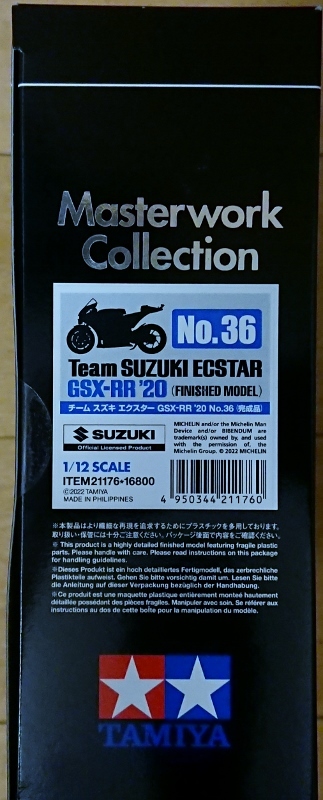 Masterwork
Collection
No.36
Team SUZUKI ECSTAR
GSX-RR '20 (FINISHED MODEL)
チーム スズキ エクスター GSX-RR '20 No.36 (完成品)
SUZUKI
Official Licensed Product
MICHELIN and/or the Michelin Man
Device and/or BIBENDUM are
trademark(s) owned by, and used
with the permission of, the
Michelin Group. © 2022 MICHELIN
1/12 SCALE
ITEM21176•16800
©2022 TAMIYA
MADE IN PHILIPPINES
4 950344 211760
※本製品はより繊細な再現を追求するためにプラスチックを多用しております。
取り扱い・保管には十分ご注意ください。パッケージ後面で内容をご確認ください。
※ This product is a highly detailed finished model featuring fragile plastic
parts. Please handle with care. Please read instructions on this package
for handling guidelines.
※Dieses Produkt ist ein hoch detailliertes Fertigmodell, das zerbrechliche
Plastikteile aufweist. Gehen Sie bitte vorsichtig damit um. Lesen Sie bitte
die Anleitung auf dieser Verpackung bezüglich der Handhabung.
※Ce produit est une maquette plastique entièrement monté hautement
détaillée possédant des pièces fragiles. Manipuler avec soin. Se référer aux
instructions au dos de cette boîte pour la manipulation du modèle.
TAMIYA